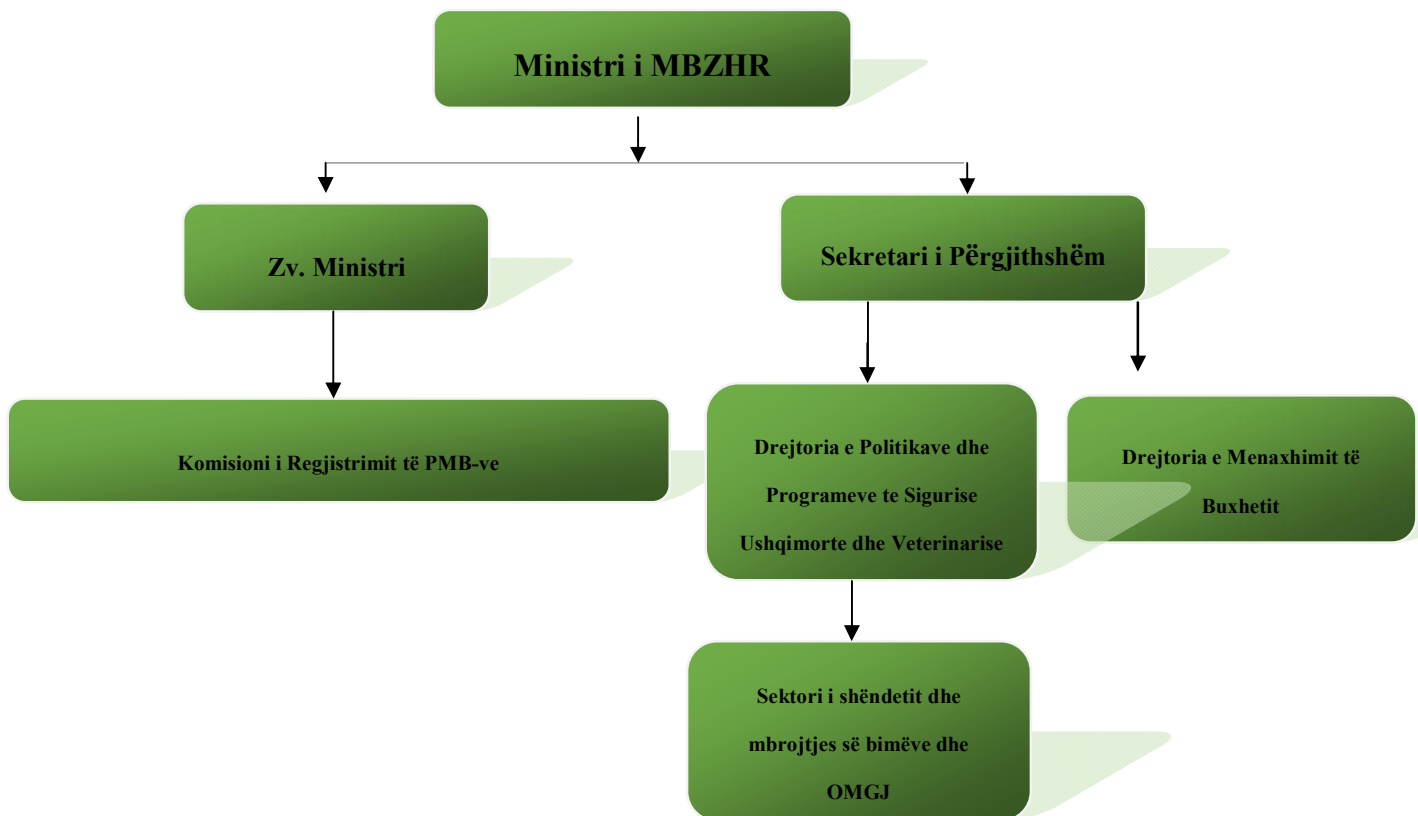 Ministri i MBZHR
Zv. Ministri
Sekretari i Përgjithshëm
Komisioni i Regjistrimit të PMB-ve
Drejtoria e Politikave dhe
Programeve te Sigurise
Ushqimorte dhe Veterinarise
Drejtoria e Menaxhimit të
Buxhetit
Sektori i shëndetit dhe
mbrojtjes së bimëve dhe
OMGJ